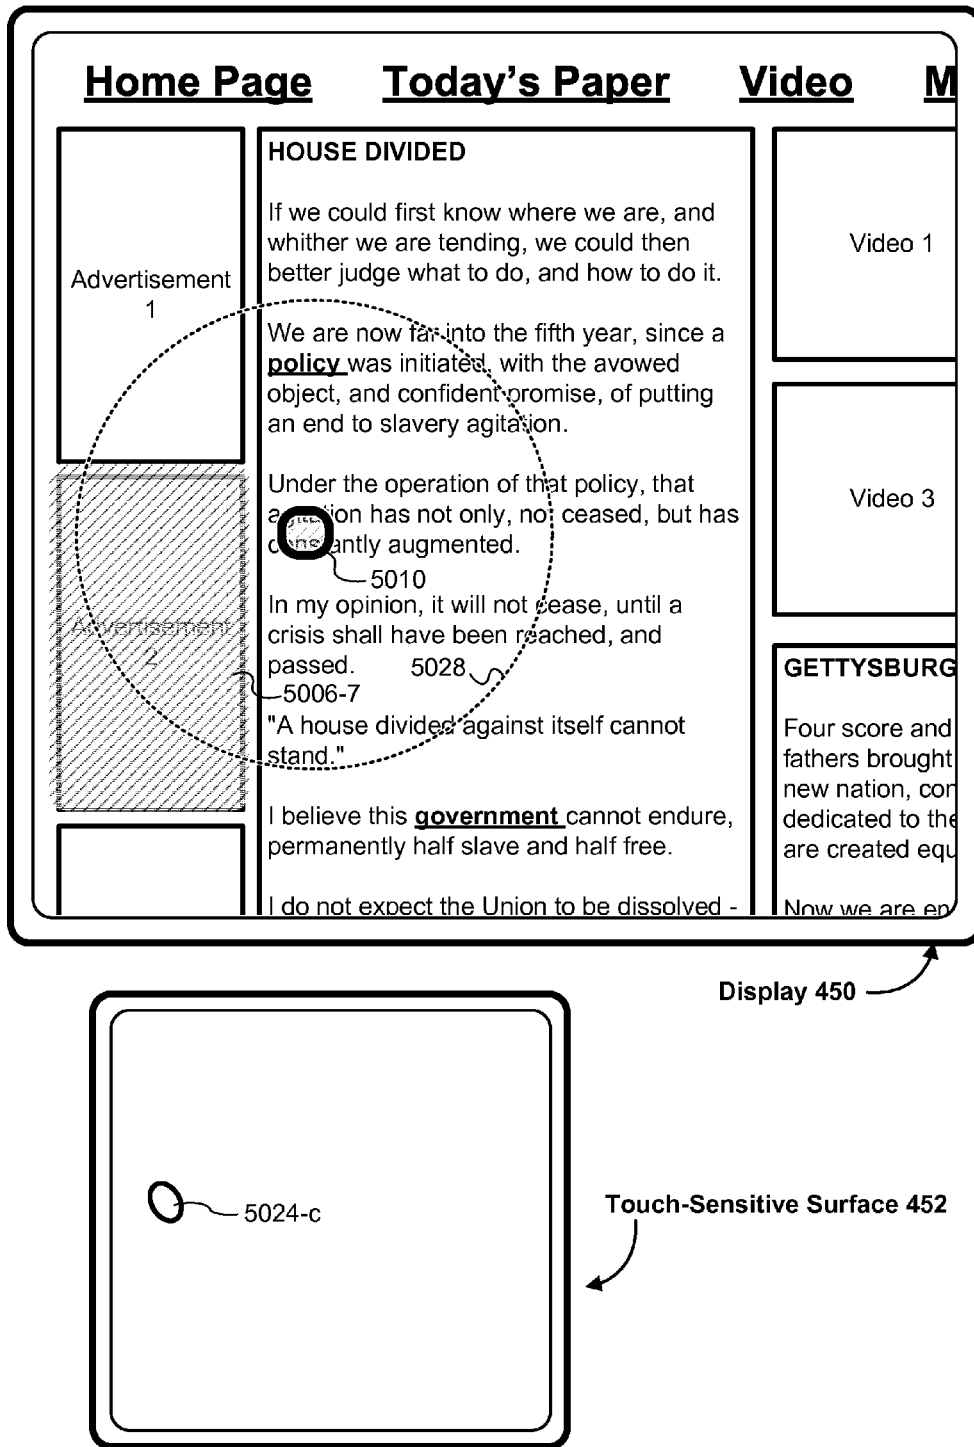 Home Page Today's Paper Video M
Advertisement
1
Advertisement
2
HOUSE DIVIDED
If we could first know where we are, and
whither we are tending, we could then
better judge what to do, and how to do it.
We are now far into the fifth year, since a
policy was initiated, with the avowed
object, and confident promise, of putting
an end to slavery agitation.
Under the operation of that policy, that
agitation has not only, not ceased, but has
constantly augmented.
5010
In my opinion, it will not cease, until a
crisis shall have been reached, and
passed. 5028
5006-7
"A house divided against itself cannot
stand."
I believe this government cannot endure,
permanently half slave and half free.
I do not expect the Union to be dissolved -
Video 1
Video 3
GETTYSBURG
Four score and
fathers brought
new nation, con
dedicated to the
are created equ
Now we are en
Display 450
5024-c
Touch-Sensitive Surface 452